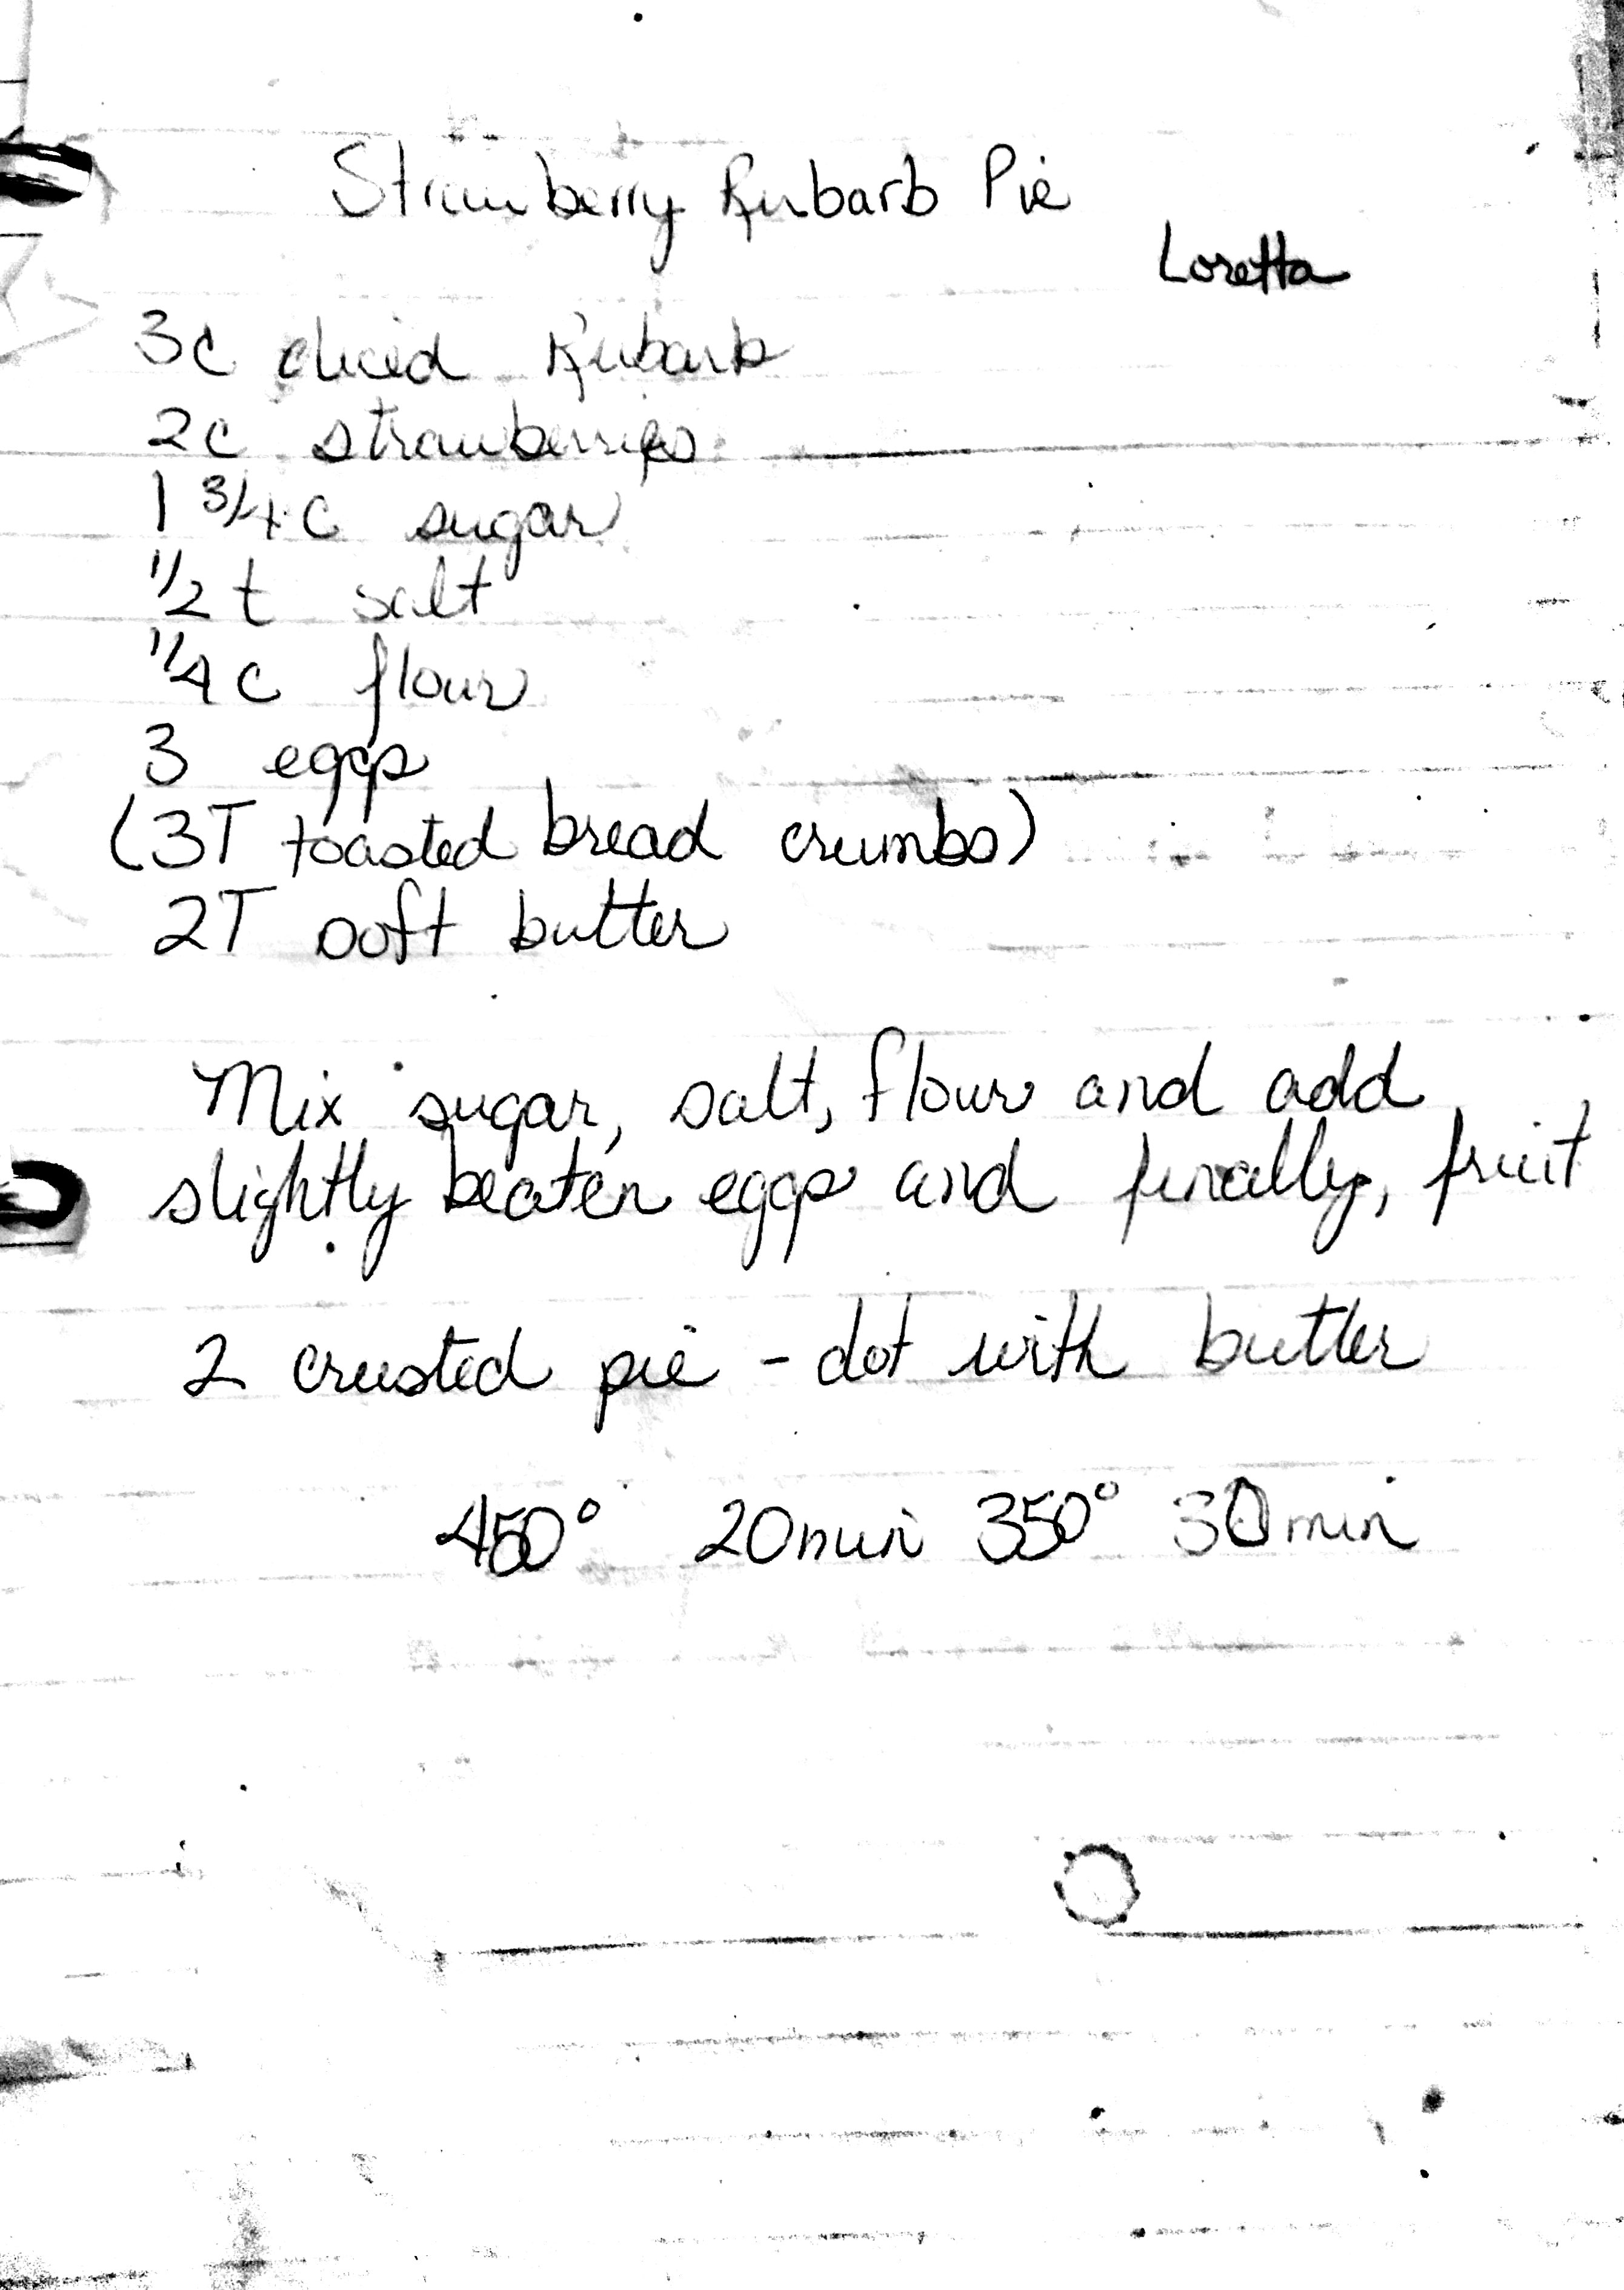 Strawberry Rubarb Pie
Loretta
3c sliced Rubarb
2c strawberries
1 3/4 c sugar
1/2 t salt
1/4 c flour
3 eggs
(3T toasted bread crumbs)
2T soft butter
Mix sugar, salt, flour and add
slightly beaten eggs and finally, fruit
2 crusted pie - dot with butter
450° 20min 350° 30min